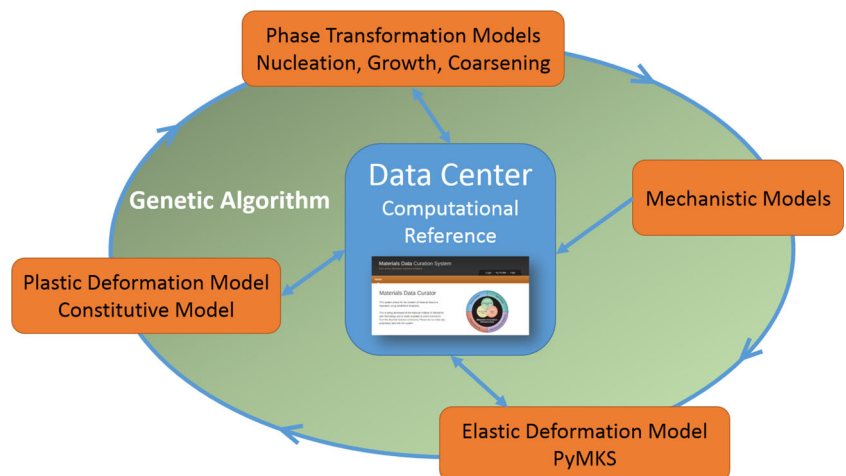 Phase Transformation Models
Nucleation, Growth, Coarsening
Data Center
Computational
Reference
Genetic Algorithm
Mechanistic Models
Materials Data Curation System
Materials Data Curator
Plastic Deformation Model
Constitutive Model
Elastic Deformation Model
PyMKS